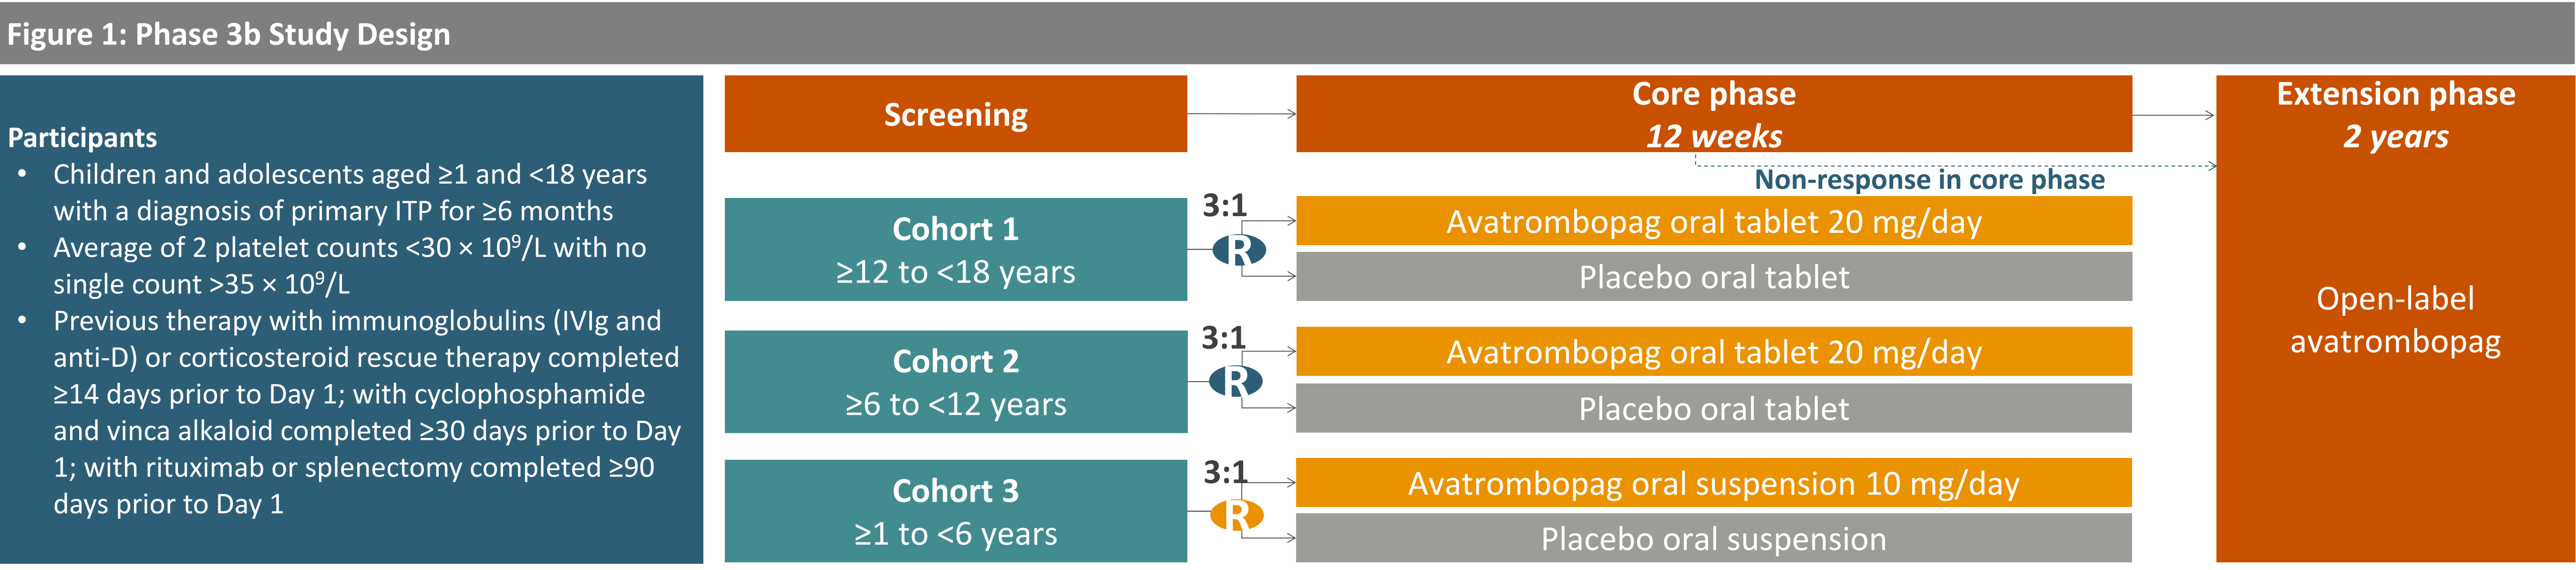 Figure 1: Phase 3b Study Design
Participants
• Children and adolescents aged ≥1 and <18 years
with a diagnosis of primary ITP for ≥6 months
• Average of 2 platelet counts <30 × 10⁹/L with no
single count >35 × 10⁹/L
• Previous therapy with immunoglobulins (IVIg and
anti-D) or corticosteroid rescue therapy completed
≥14 days prior to Day 1; with cyclophosphamide
and vinca alkaloid completed ≥30 days prior to Day
1; with rituximab or splenectomy completed ≥90
days prior to Day 1
Screening
Core phase
12 weeks
Extension phase
2 years
Non-response in core phase
Cohort 1
≥12 to <18 years
3:1
R
Avatrombopag oral tablet 20 mg/day
Placebo oral tablet
Cohort 2
≥6 to <12 years
3:1
R
Avatrombopag oral tablet 20 mg/day
Placebo oral tablet
Cohort 3
≥1 to <6 years
3:1
R
Avatrombopag oral suspension 10 mg/day
Placebo oral suspension
Open-label
avatrombopag